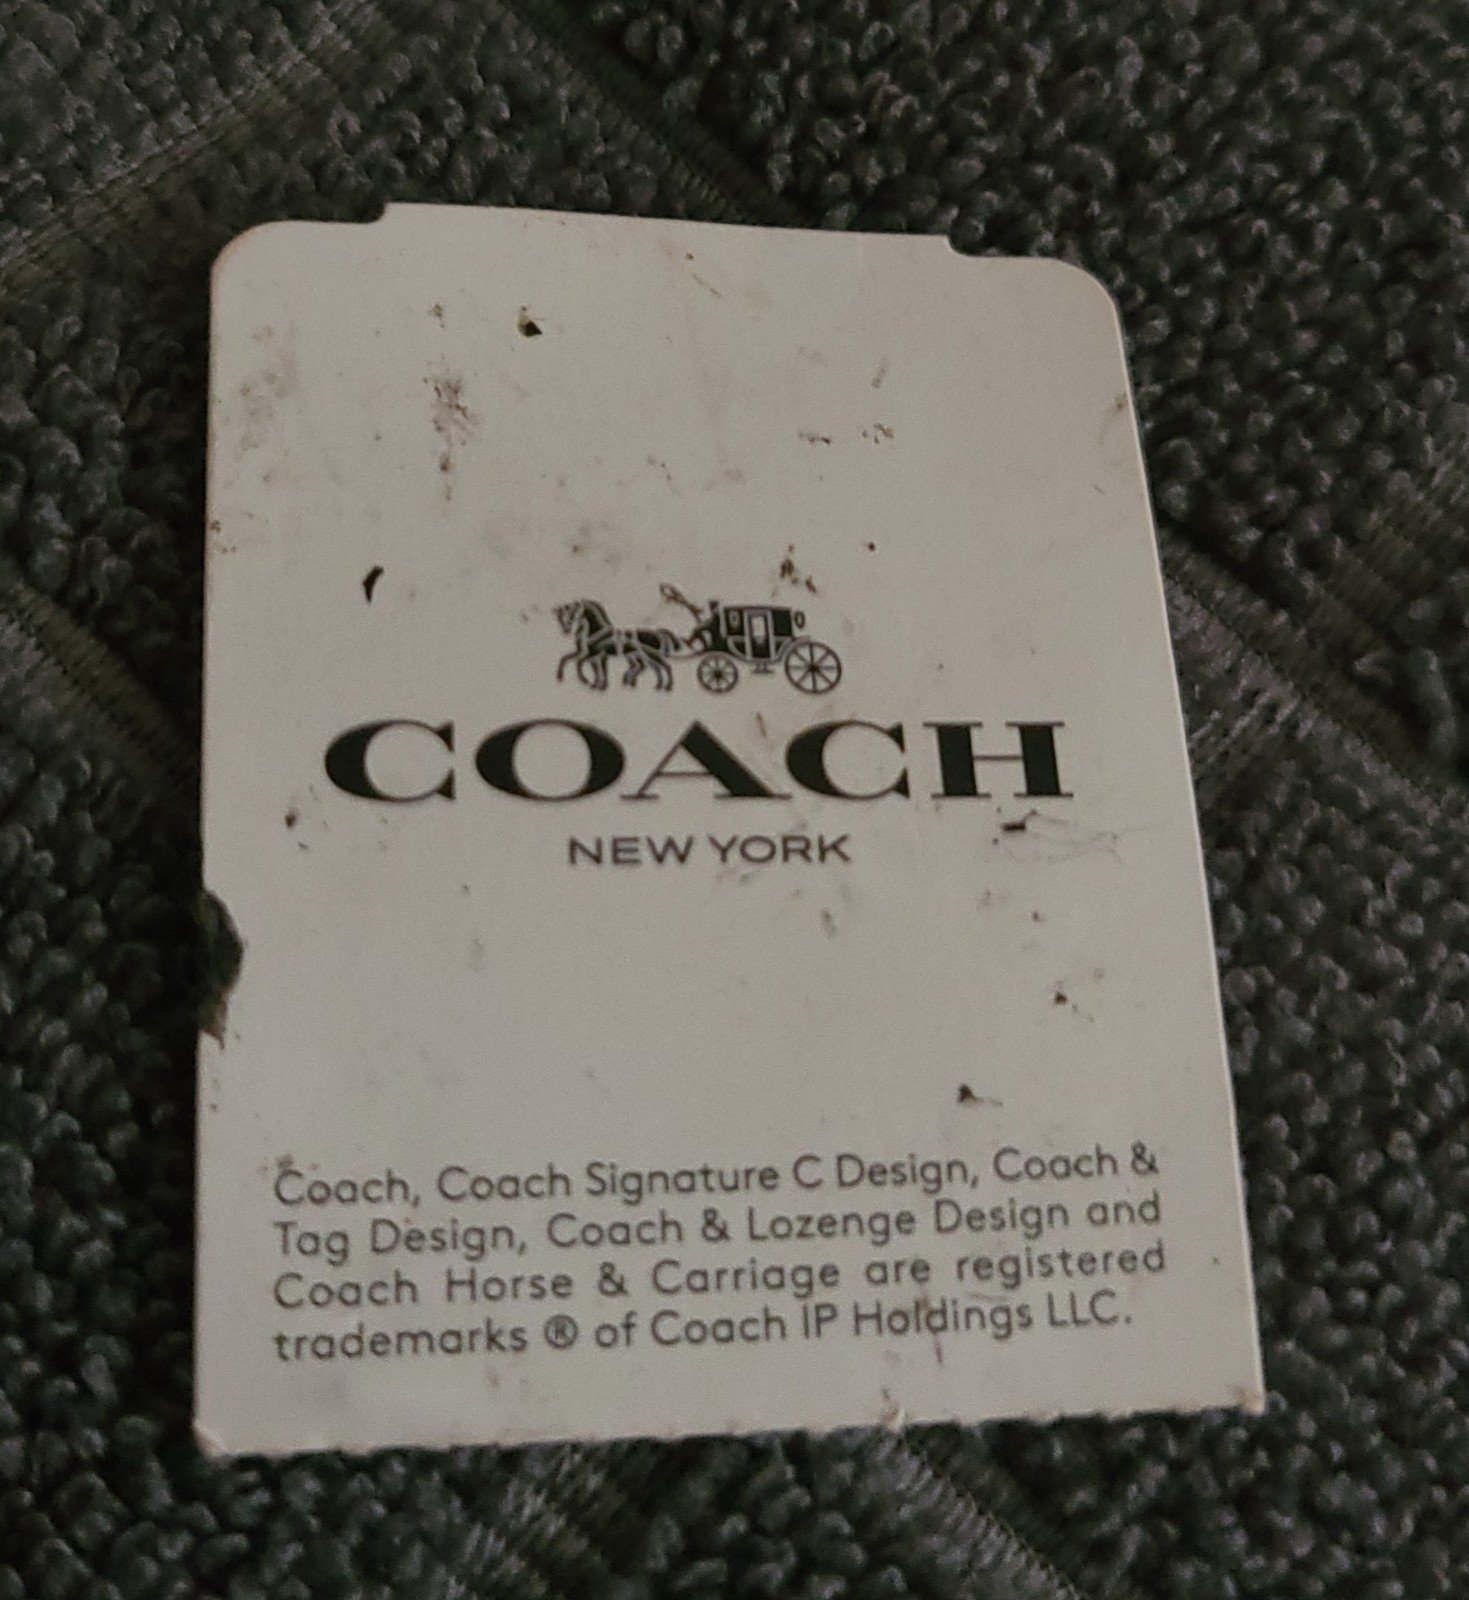 COACH
NEW YORK
Coach, Coach Signature C Design, Coach &
Tag Design, Coach & Lozenge Design and
Coach Horse & Carriage are registered
trademarks ® of Coach IP Holdings LLC.